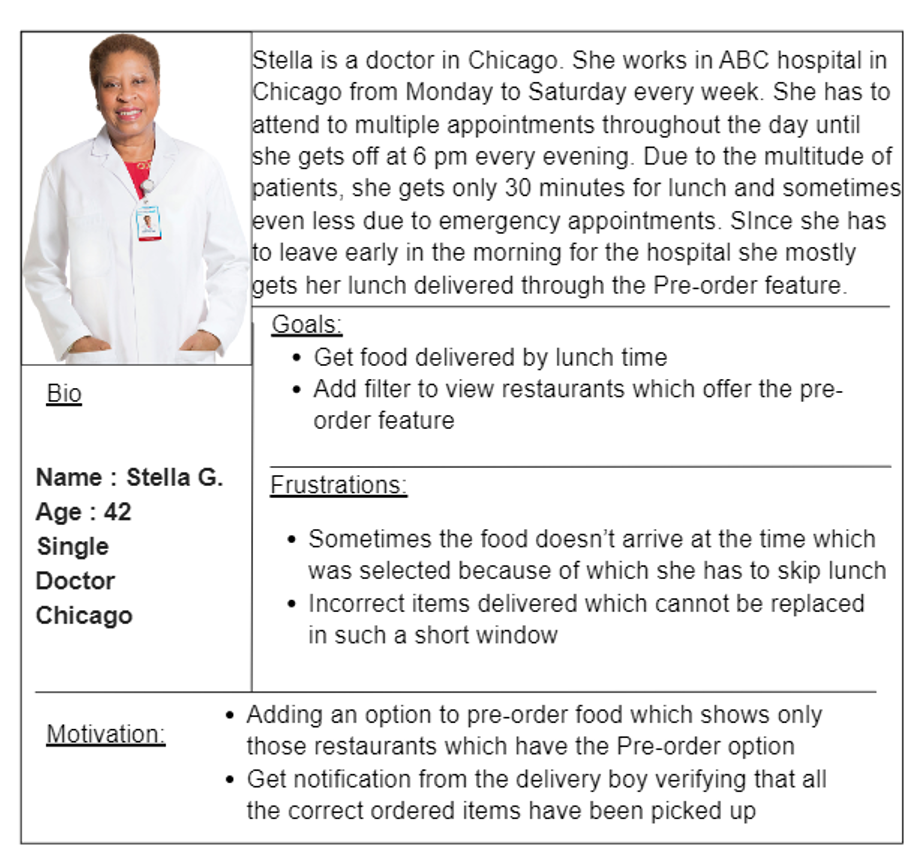 Stella is a doctor in Chicago. She works in ABC hospital in
Chicago from Monday to Saturday every week. She has to
attend to multiple appointments throughout the day until
she gets off at 6 pm every evening. Due to the multitude of
patients, she gets only 30 minutes for lunch and sometimes
even less due to emergency appointments. SInce she has
to leave early in the morning for the hospital she mostly
gets her lunch delivered through the Pre-order feature.
Goals:
• Get food delivered by lunch time
• Add filter to view restaurants which offer the pre-
order feature
Bio
Name : Stella G.
Age : 42
Single
Doctor
Chicago
Frustrations:
• Sometimes the food doesn’t arrive at the time which
was selected because of which she has to skip lunch
• Incorrect items delivered which cannot be replaced
in such a short window
Motivation:
• Adding an option to pre-order food which shows only
those restaurants which have the Pre-order option
• Get notification from the delivery boy verifying that all
the correct ordered items have been picked up